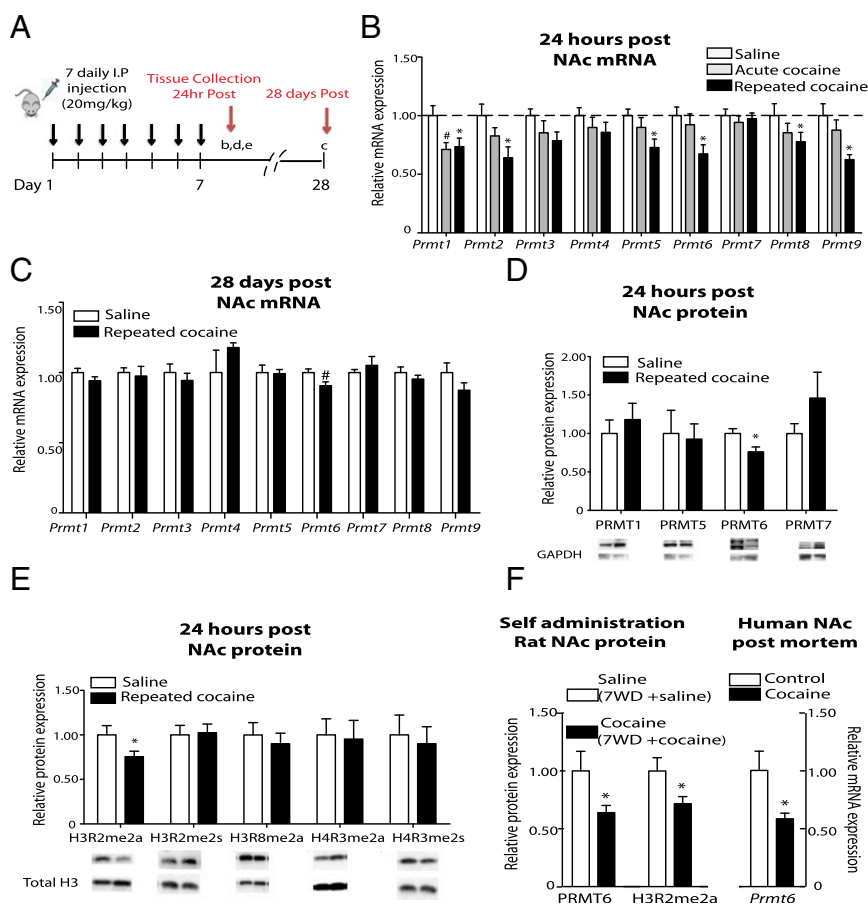 A
7 daily I.P
injection
(20mg/kg)
Tissue Collection
24hr Post
28 days Post
b,d,e
c
Day 1
7
28
B
24 hours post
NAc mRNA
Saline
Acute cocaine
Repeated cocaine
Relative mRNA expression
1.50
1.00
0.50
0
#
*
*
*
*
*
*
Prmt1 Prmt2 Prmt3 Prmt4 Prmt5 Prmt6 Prmt7 Prmt8 Prmt9
C
28 days post
NAc mRNA
Saline
Repeated cocaine
Relative mRNA expression
1.50
1.00
0.50
0
#
Prmt1 Prmt2 Prmt3 Prmt4 Prmt5 Prmt6 Prmt7 Prmt8 Prmt9
D
24 hours post
NAc protein
Saline
Repeated cocaine
Relative protein expression
2.00
1.50
1.00
0.50
0
*
PRMT1 PRMT5 PRMT6 PRMT7
GAPDH
E
24 hours post
NAc protein
Saline
Repeated cocaine
Relative protein expression
1.50
1.00
0.50
0
*
H3R2me2a H3R2me2s H3R8me2a H4R3me2a H4R3me2s
Total H3
F
Self administration
Rat NAc protein
Saline
(7WD +saline)
Cocaine
(7WD +cocaine)
Relative protein expression
1.50
1.00
0.50
0
*
*
PRMT6 H3R2me2a
Human NAc
post mortem
Control
Cocaine
1.50
1.00
0.50
0
Relative mRNA expression
*
Prmt6